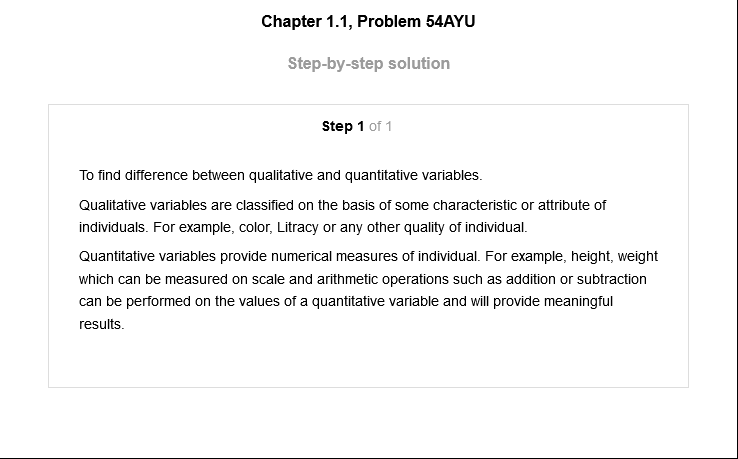 Chapter 1.1, Problem 54AYU
Step-by-step solution
Step 1 of 1
To find difference between qualitative and quantitative variables.
Qualitative variables are classified on the basis of some characteristic or attribute of
individuals. For example, color, Litracy or any other quality of individual.
Quantitative variables provide numerical measures of individual. For example, height, weight
which can be measured on scale and arithmetic operations such as addition or subtraction
can be performed on the values of a quantitative variable and will provide meaningful
results.